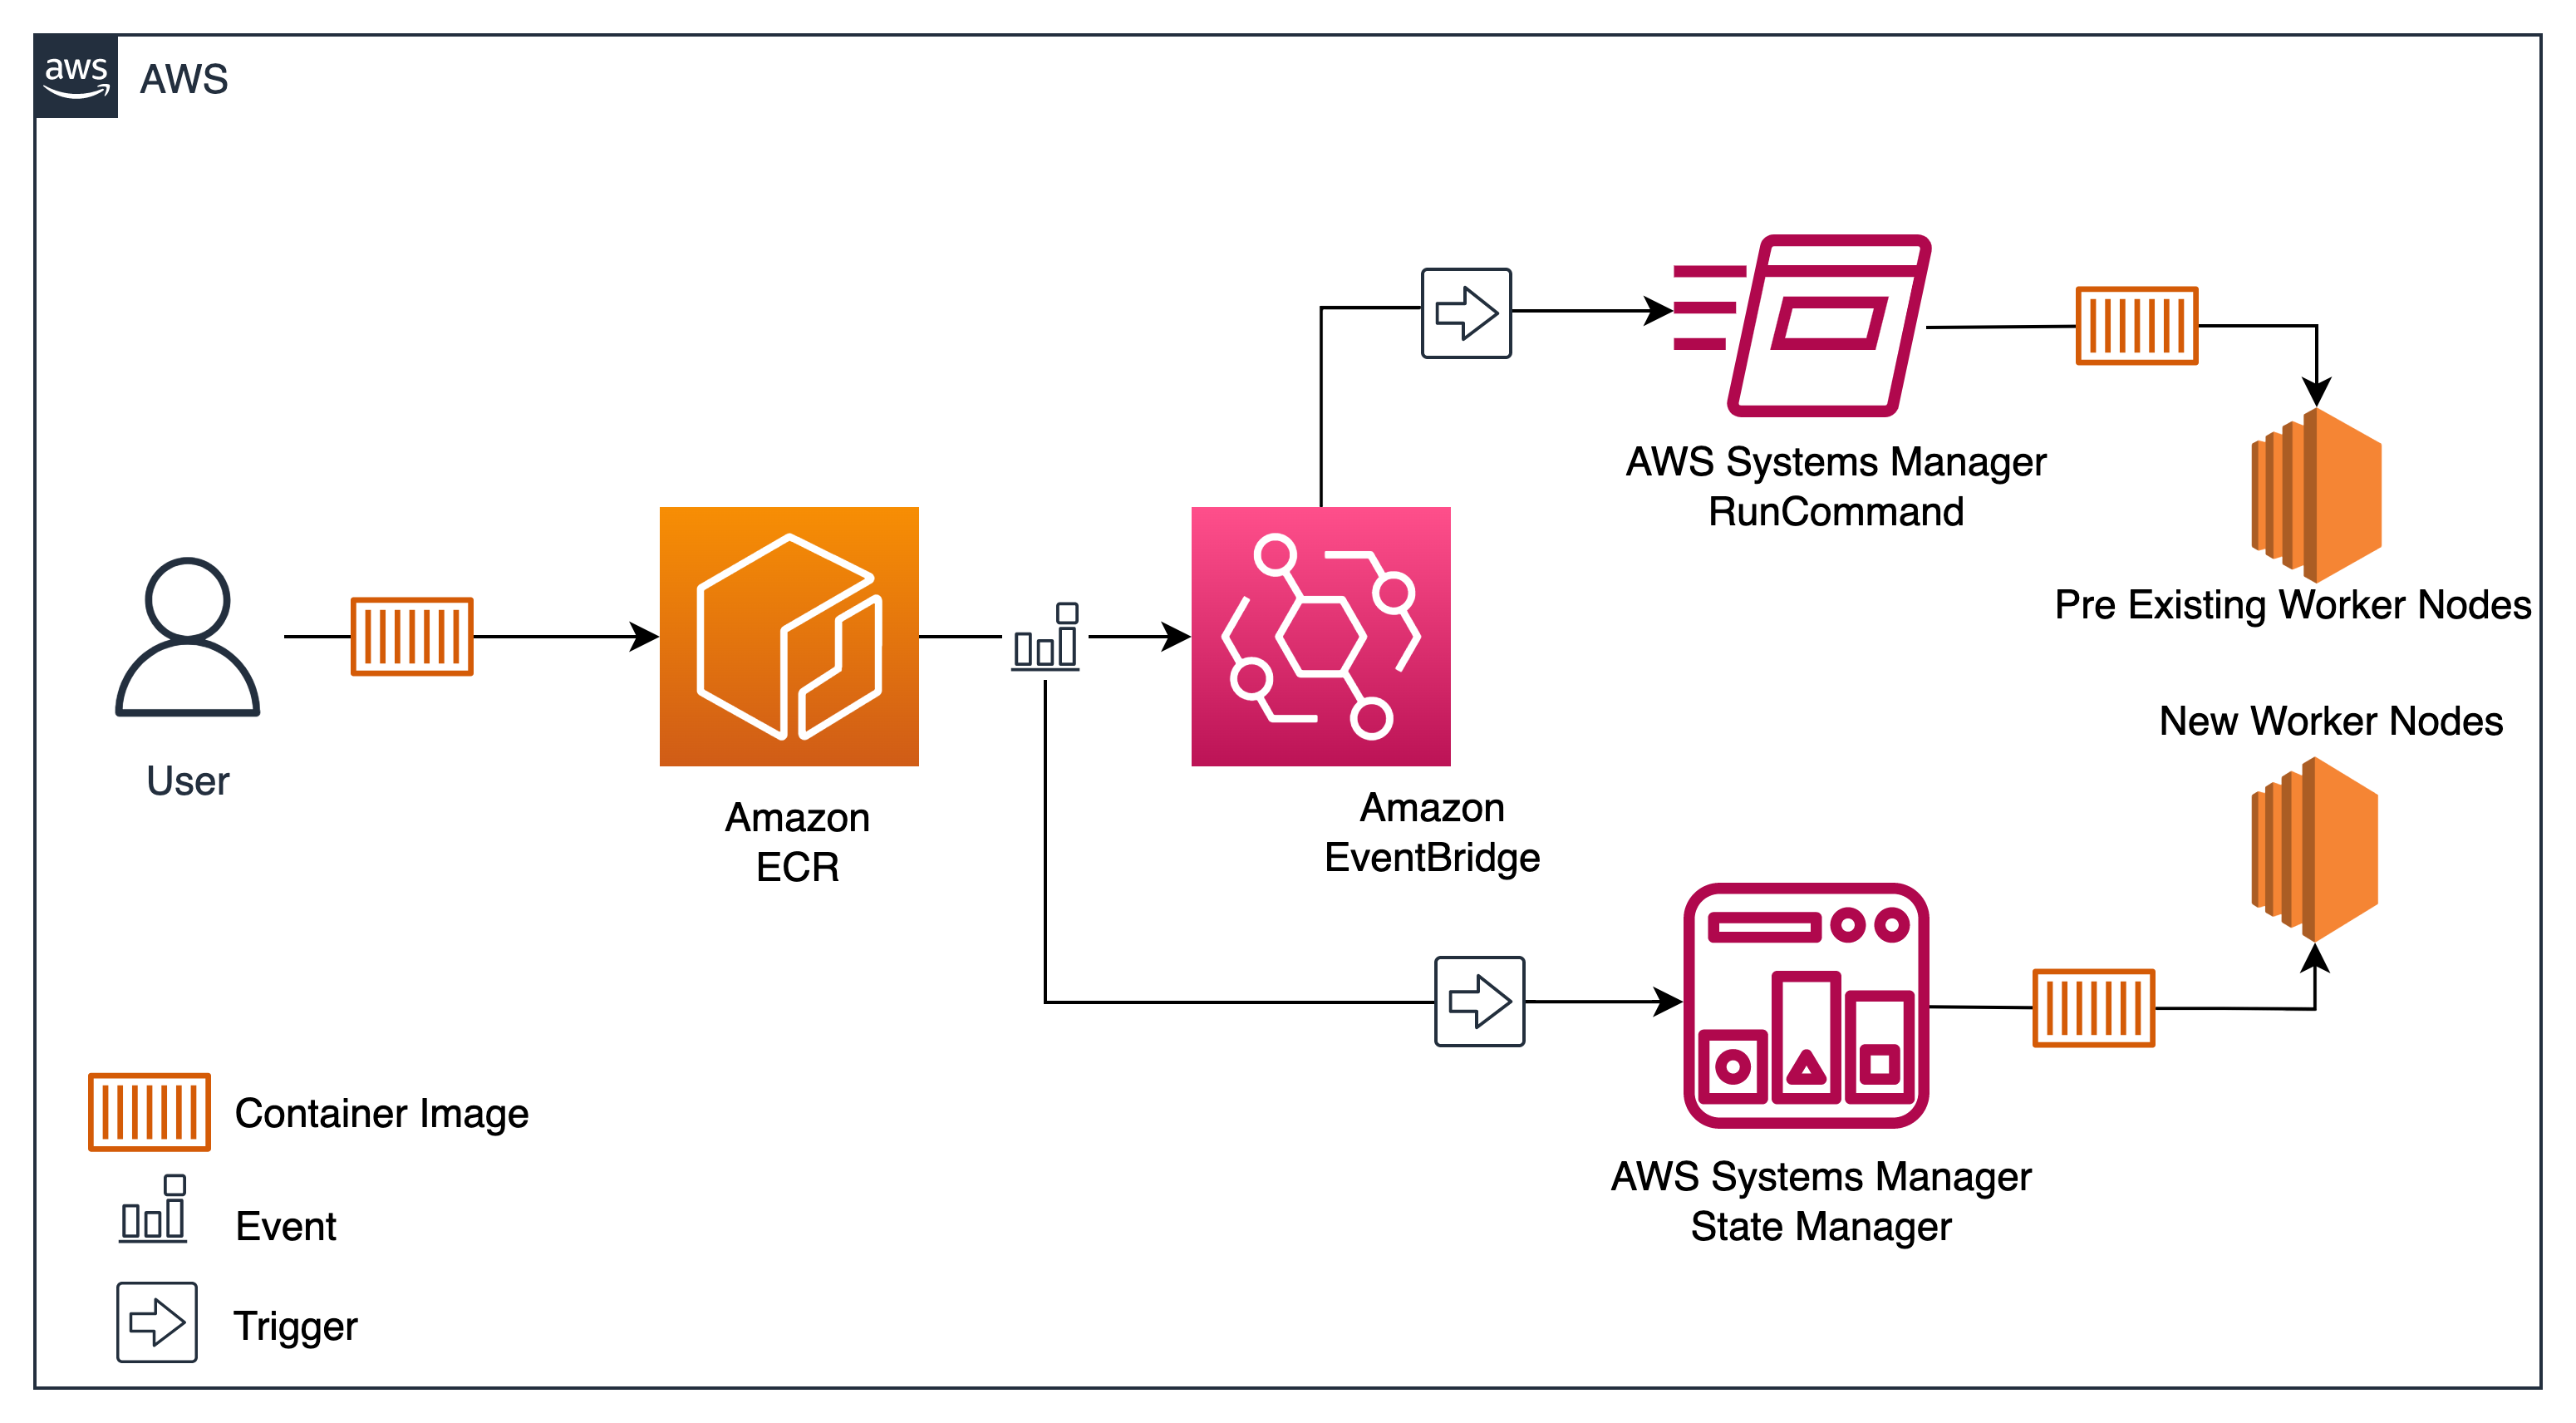 aws
AWS
AWS Systems Manager
RunCommand
Pre Existing Worker Nodes
New Worker Nodes
User
Amazon
ECR
Amazon
EventBridge
AWS Systems Manager
State Manager
Container Image
Event
Trigger